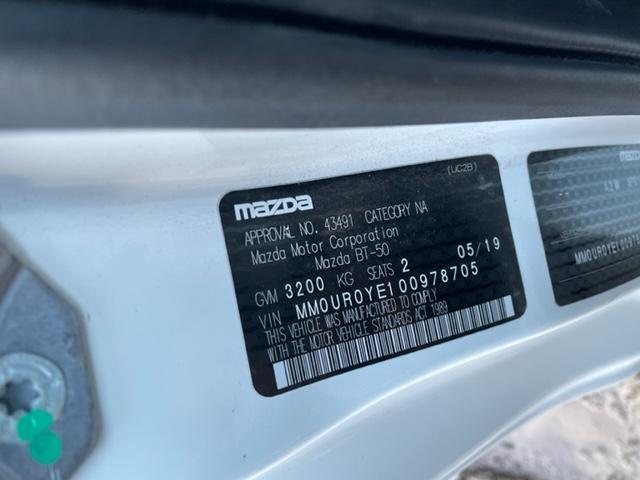 (UC2B)
mazda
APPROVAL NO. 43491 CATEGORY NA
Mazda Motor Corporation
Mazda BT-50
05/19
GVM 3200 KG SEATS 2
VIN MM0UR0YE100978705
THIS VEHICLE WAS MANUFACTURED TO COMPLY
WITH THE MOTOR VEHICLE STANDARDS ACT 1989
mazda